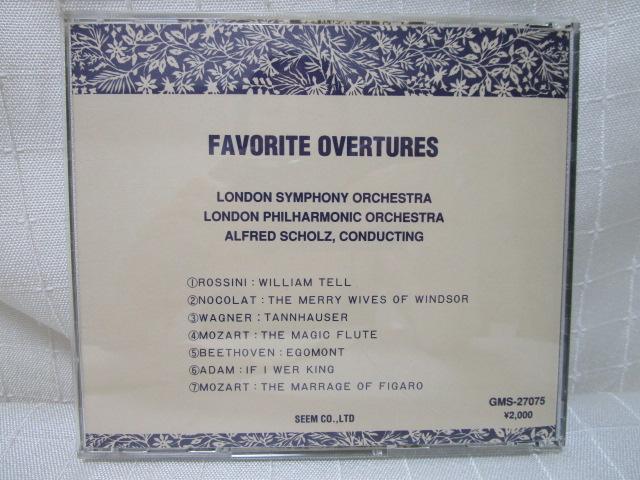 FAVORITE OVERTURES
LONDON SYMPHONY ORCHESTRA
LONDON PHILHARMONIC ORCHESTRA
ALFRED SCHOLZ, CONDUCTING
①ROSSINI : WILLIAM TELL
②NOCOLAT : THE MERRY WIVES OF WINDSOR
③WAGNER : TANNHAUSER
④MOZART : THE MAGIC FLUTE
⑤BEETHOVEN : EGOMONT
⑥ADAM : IF I WER KING
⑦MOZART : THE MARRAGE OF FIGARO
GMS-27075
¥2,000
SEEM CO.,LTD